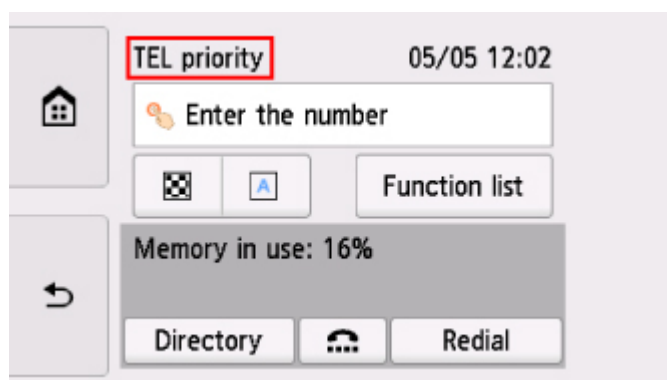 TEL priority 05/05 12:02
Enter the number
A Function list
Memory in use: 16%
Directory Redial